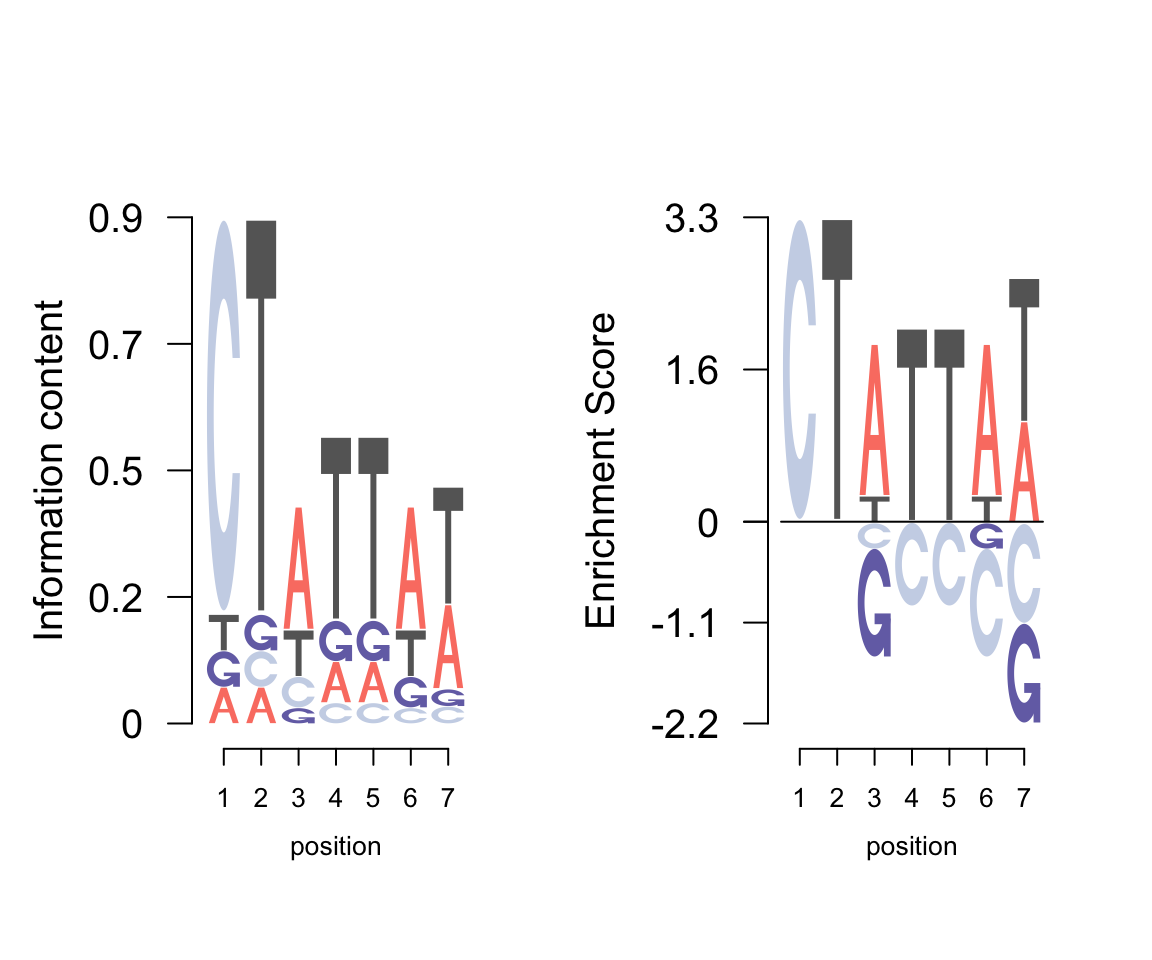 Information content
0.9
0.7
0.5
0.2
0
C T
T T
T
A A
T
A
G G G
T T
C A A A
G C G G
A A G C C C C
1 2 3 4 5 6 7
position
Enrichment Score
3.3
1.6
0
-1.1
-2.2
C T
T
T T
A A
A
T T
C C C G C
G C
G
1 2 3 4 5 6 7
position